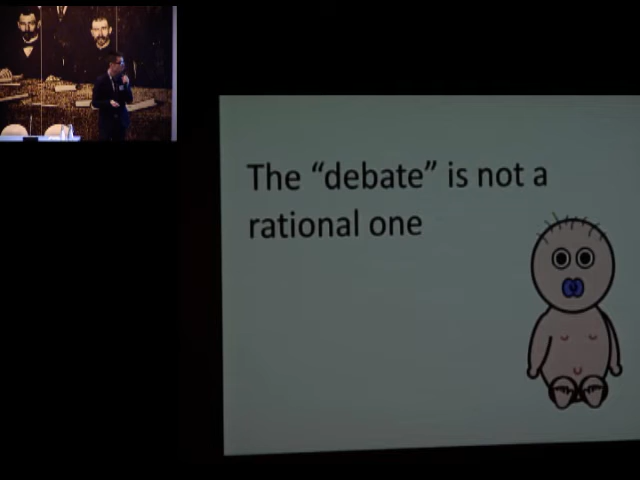 The “debate” is not a
rational one